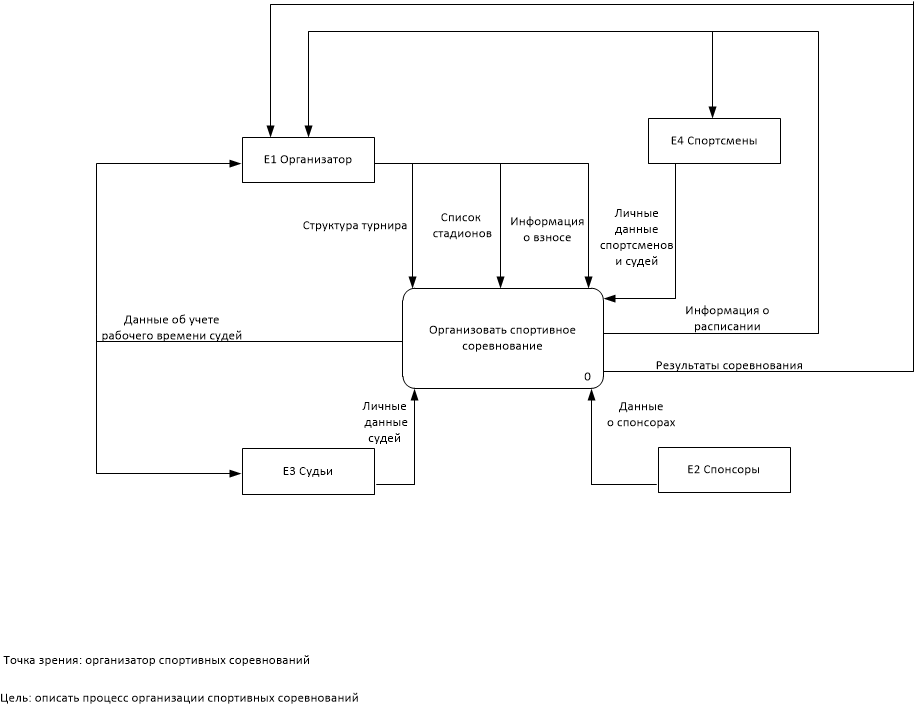 E4 Спортсмены
E1 Организатор
Структура турнира
Список
стадионов
Информация
о взносе
Личные
данные
спортсменов
и судей
Данные об учете
рабочего времени судей
Организовать спортивное
соревнование
0
Информация о
расписании
Результаты соревнования
Личные
данные
судей
Данные
о спонсорах
E3 Судьи
E2 Спонсоры
Точка зрения: организатор спортивных соревнований
Цель: описать процесс организации спортивных соревнований